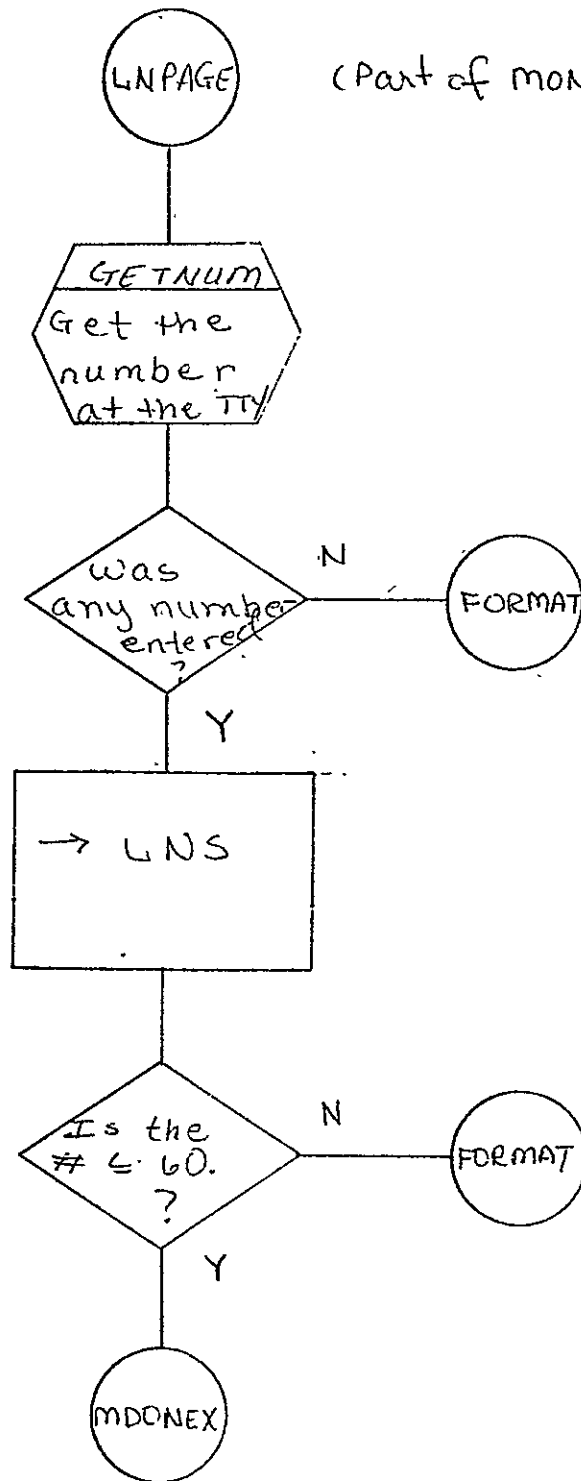 LNPAGE
(Part of MON
GETNUM
Get the
number
at the TTY
N
was
any number
entered
?
FORMAT
Y
→ LNS
N
Is the
# ≤ 60.
?
FORMAT
Y
MDONEX